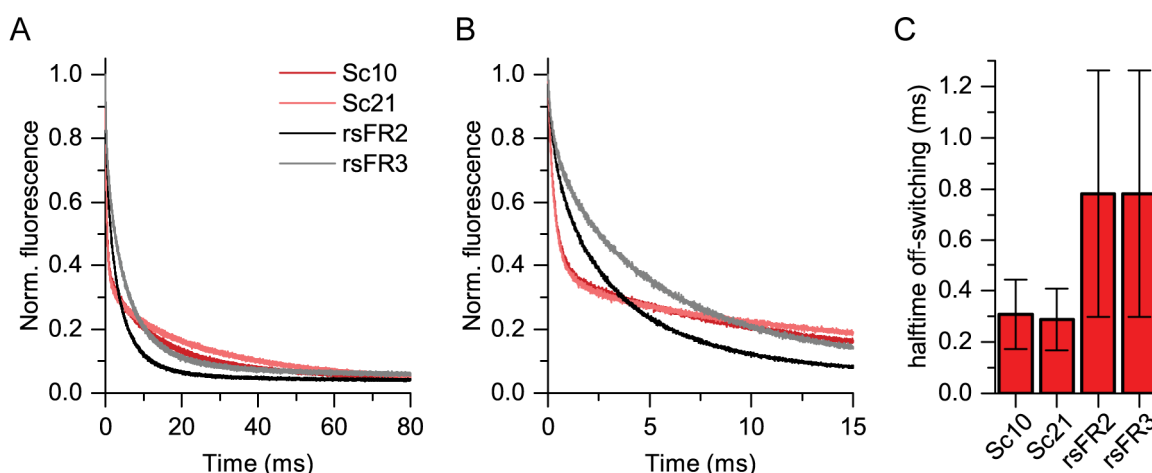 A
Norm. fluorescence
1.0
0.8
0.6
0.4
0.2
0.0
0
20
40
60
80
Time (ms)
Sc10
Sc21
rsFR2
rsFR3
B
Norm. fluorescence
1.0
0.8
0.6
0.4
0.2
0.0
0
5
10
15
Time (ms)
C
halftime off-switching (ms)
1.2
1.0
0.8
0.6
0.4
0.2
0.0
Sc10
Sc21
rsFR2
rsFR3